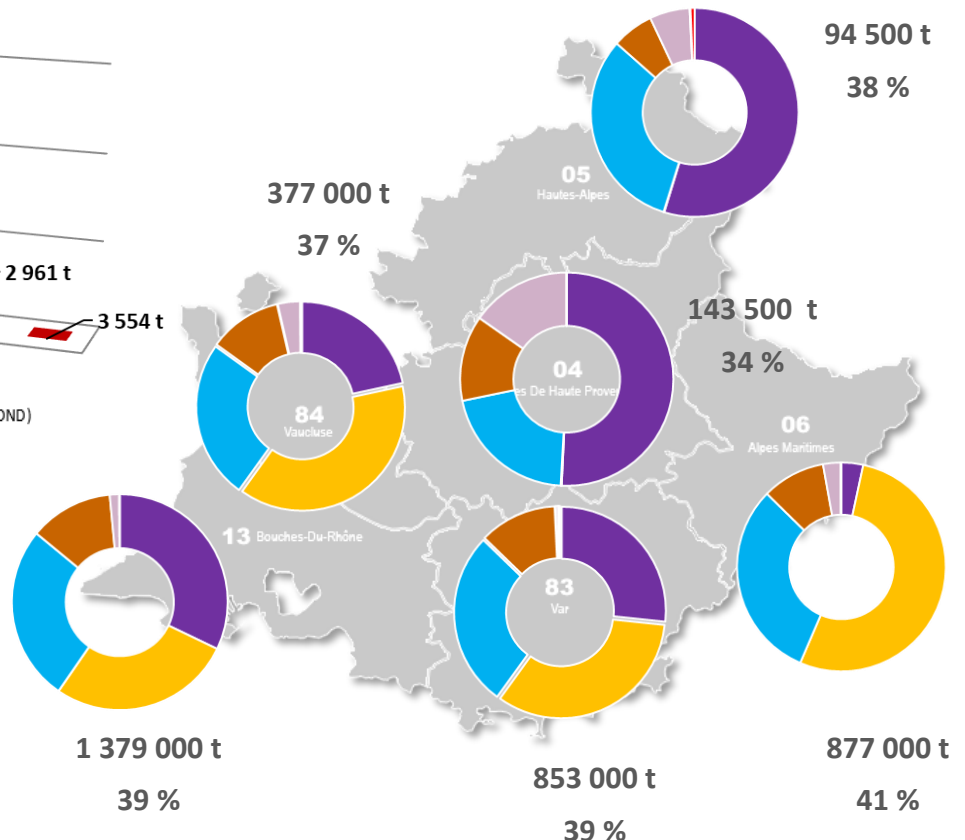 94 500 t
38 %
05
Hautes-Alpes
377 000 t
37 %
2 961 t
3 554 t
143 500 t
34 %
04
es De Haute Prove
OND)
84
Vaucluse
06
Alpes Maritimes
13 Bouches-Du-Rhône
83
Var
1 379 000 t
39 %
853 000 t
39 %
877 000 t
41 %